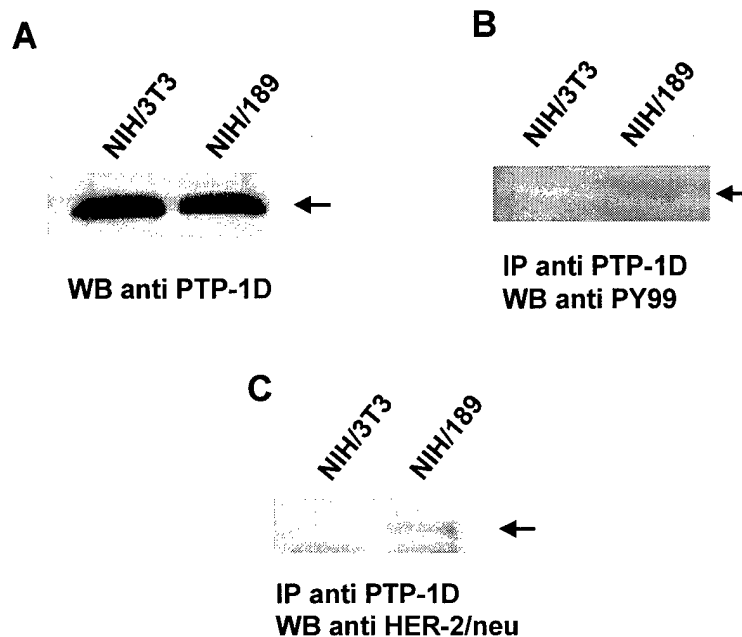 A
NIH/3T3
NIH/189
WB anti PTP-1D
B
NIH/3T3
NIH/189
IP anti PTP-1D
WB anti PY99
C
NIH/3T3
NIH/189
IP anti PTP-1D
WB anti HER-2/neu